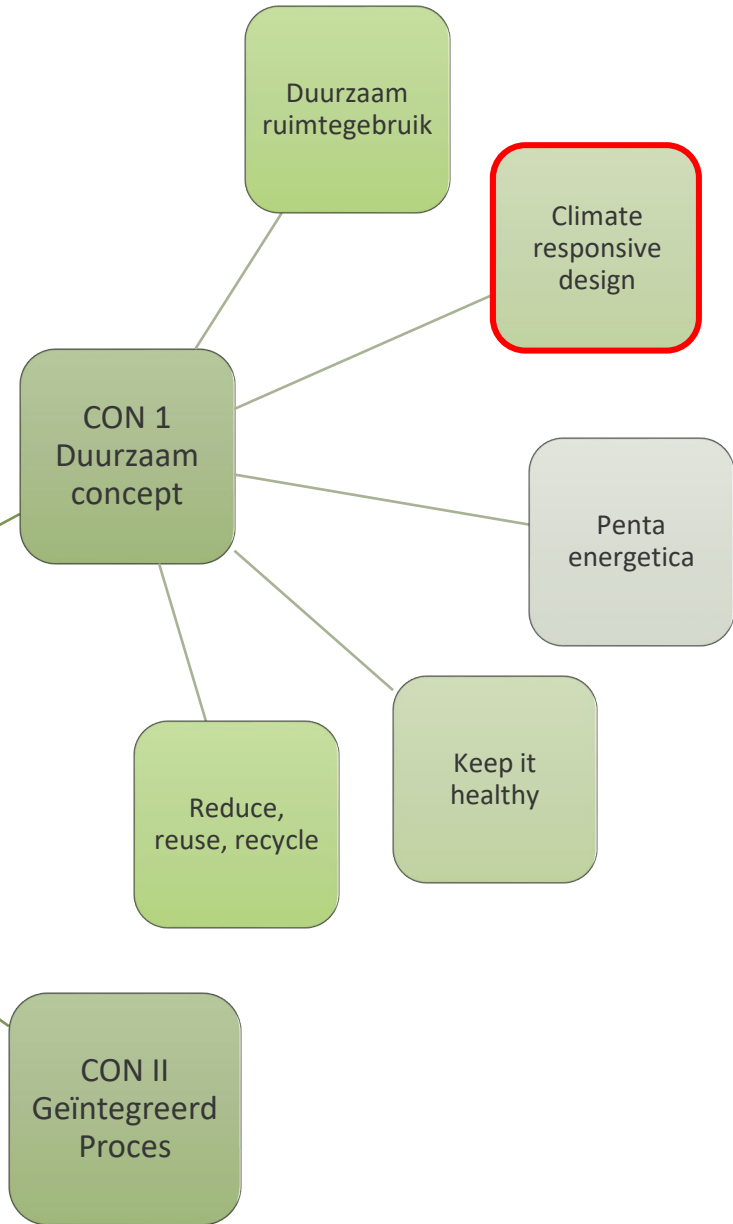 Duurzaam
ruimtegebruik
Climate
responsive
design
CON 1
Duurzaam
concept
Penta
energetica
Keep it
healthy
Reduce,
reuse, recycle
CON II
Geïntegreerd
Proces